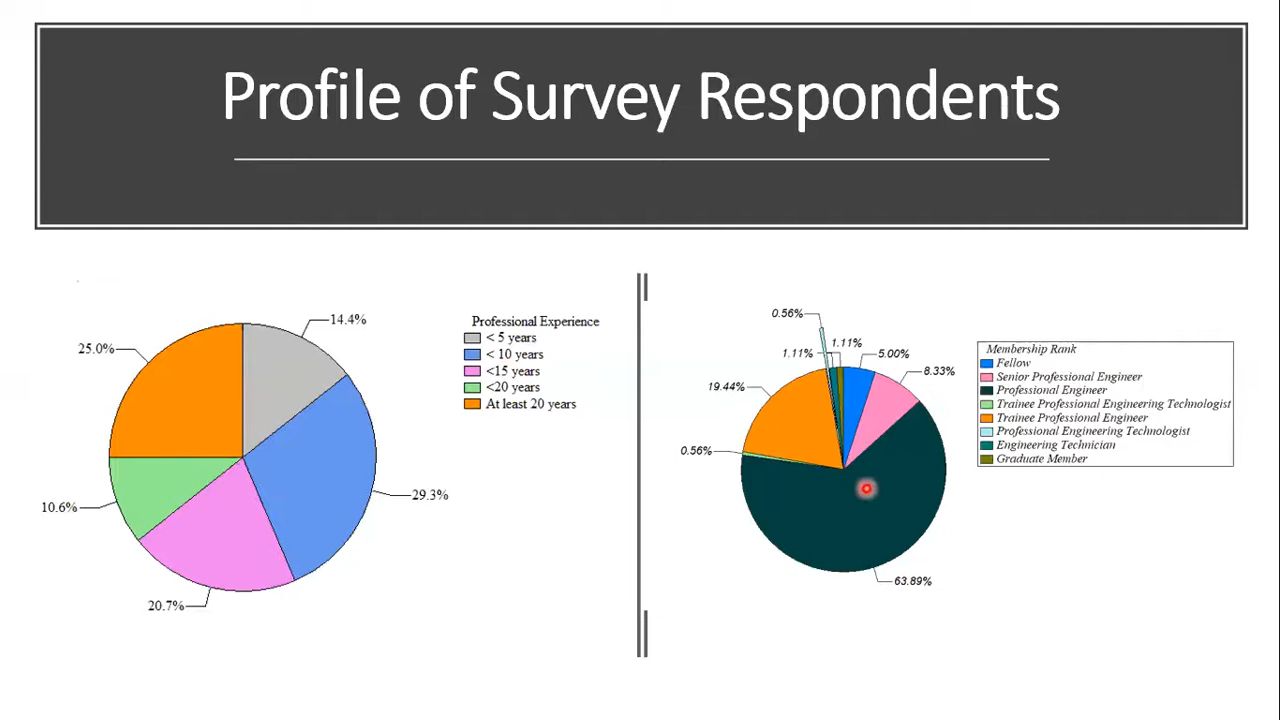 Profile of Survey Respondents
14.4%
25.0%
29.3%
10.6%
20.7%
Professional Experience
< 5 years
< 10 years
<15 years
<20 years
At least 20 years
0.56%
1.11%
1.11%
5.00%
8.33%
19.44%
0.56%
63.89%
Membership Rank
Fellow
Senior Professional Engineer
Professional Engineer
Trainee Professional Engineering Technologist
Trainee Professional Engineer
Professional Engineering Technologist
Engineering Technician
Graduate Member